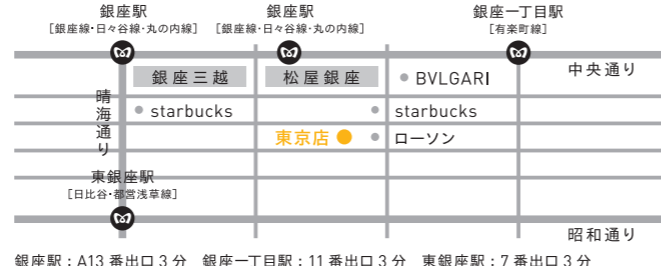 銀座駅
[銀座線・日々谷線・丸の内線]
銀座駅
[銀座線・日々谷線・丸の内線]
銀座一丁目駅
[有楽町線]
中央通り
銀座三越
松屋銀座
BVLGARI
晴海通り
starbucks
starbucks
東京店
ローソン
東銀座駅
[日比谷・都営浅草線]
昭和通り
銀座駅：A13 番出口 3 分 銀座一丁目駅：11 番出口 3 分 東銀座駅：7 番出口 3 分